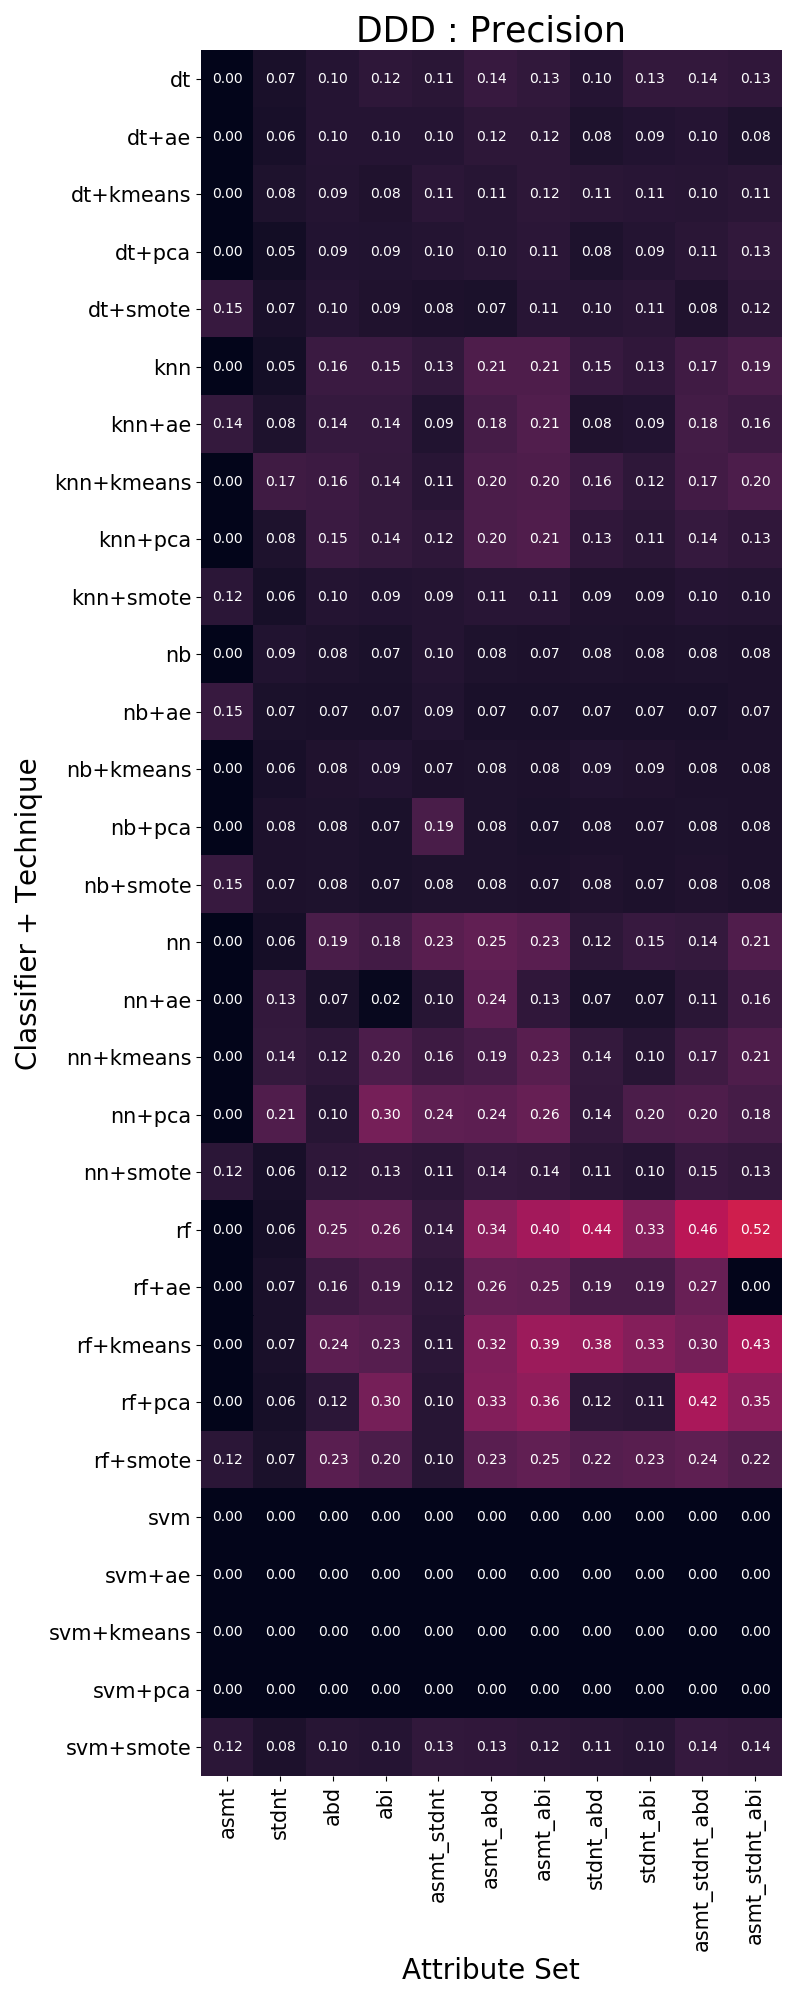 DDD : Precision
dt 0.00 0.07 0.10 0.12 0.11 0.14 0.13 0.10 0.13 0.14 0.13
dt+ae 0.00 0.06 0.10 0.10 0.10 0.12 0.12 0.08 0.09 0.10 0.08
dt+kmeans 0.00 0.08 0.09 0.08 0.11 0.11 0.12 0.11 0.11 0.10 0.11
dt+pca 0.00 0.05 0.09 0.09 0.10 0.10 0.11 0.08 0.09 0.11 0.13
dt+smote 0.15 0.07 0.10 0.09 0.08 0.07 0.11 0.10 0.11 0.08 0.12
knn 0.00 0.05 0.16 0.15 0.13 0.21 0.21 0.15 0.13 0.17 0.19
knn+ae 0.14 0.08 0.14 0.14 0.09 0.18 0.21 0.08 0.09 0.18 0.16
knn+kmeans 0.00 0.17 0.16 0.14 0.11 0.20 0.20 0.16 0.12 0.17 0.20
knn+pca 0.00 0.08 0.15 0.14 0.12 0.20 0.21 0.13 0.11 0.14 0.13
knn+smote 0.12 0.06 0.10 0.09 0.09 0.11 0.11 0.09 0.09 0.10 0.10
nb 0.00 0.09 0.08 0.07 0.10 0.08 0.07 0.08 0.08 0.08 0.08
nb+ae 0.15 0.07 0.07 0.07 0.09 0.07 0.07 0.07 0.07 0.07 0.07
nb+kmeans 0.00 0.06 0.08 0.09 0.07 0.08 0.08 0.09 0.09 0.08 0.08
nb+pca 0.00 0.08 0.08 0.07 0.19 0.08 0.07 0.08 0.07 0.08 0.08
nb+smote 0.15 0.07 0.08 0.07 0.08 0.08 0.07 0.08 0.07 0.08 0.08
nn 0.00 0.06 0.19 0.18 0.23 0.25 0.23 0.12 0.15 0.14 0.21
nn+ae 0.00 0.13 0.07 0.02 0.10 0.24 0.13 0.07 0.07 0.11 0.16
nn+kmeans 0.00 0.14 0.12 0.20 0.16 0.19 0.23 0.14 0.10 0.17 0.21
nn+pca 0.00 0.21 0.10 0.30 0.24 0.24 0.26 0.14 0.20 0.20 0.18
nn+smote 0.12 0.06 0.12 0.13 0.11 0.14 0.14 0.11 0.10 0.15 0.13
rf 0.00 0.06 0.25 0.26 0.14 0.34 0.40 0.44 0.33 0.46 0.52
rf+ae 0.00 0.07 0.16 0.19 0.12 0.26 0.25 0.19 0.19 0.27 0.00
rf+kmeans 0.00 0.07 0.24 0.23 0.11 0.32 0.39 0.38 0.33 0.30 0.43
rf+pca 0.00 0.06 0.12 0.30 0.10 0.33 0.36 0.12 0.11 0.42 0.35
rf+smote 0.12 0.07 0.23 0.20 0.10 0.23 0.25 0.22 0.23 0.24 0.22
svm 0.00 0.00 0.00 0.00 0.00 0.00 0.00 0.00 0.00 0.00 0.00
svm+ae 0.00 0.00 0.00 0.00 0.00 0.00 0.00 0.00 0.00 0.00 0.00
svm+kmeans 0.00 0.00 0.00 0.00 0.00 0.00 0.00 0.00 0.00 0.00 0.00
svm+pca 0.00 0.00 0.00 0.00 0.00 0.00 0.00 0.00 0.00 0.00 0.00
svm+smote 0.12 0.08 0.10 0.10 0.13 0.13 0.12 0.11 0.10 0.14 0.14
Classifier + Technique
asmt
stdnt
abd
abi
asmt_stdnt
asmt_abd
asmt_abi
stdnt_abd
stdnt_abi
asmt_stdnt_abd
asmt_stdnt_abi
Attribute Set